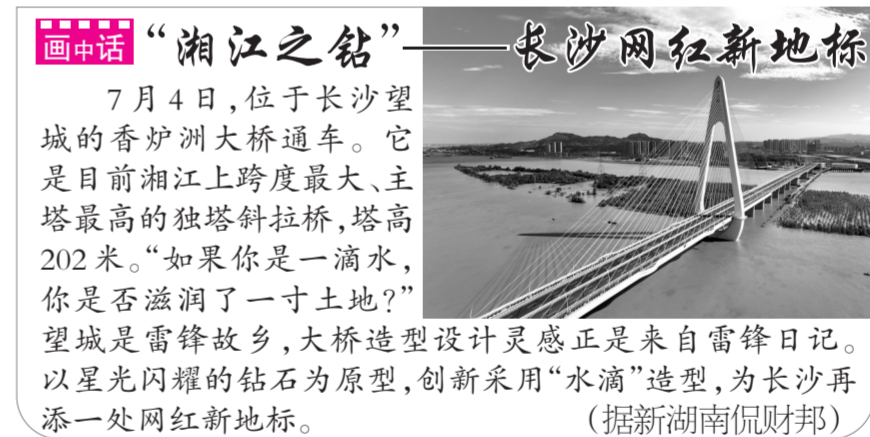 画中话 “湘江之钻”——长沙网红新地标
7月4日，位于长沙望
城的香炉洲大桥通车。它
是目前湘江上跨度最大、主
塔最高的独塔斜拉桥，塔高
202米。“如果你是一滴水，
你是否滋润了一寸土地？”
望城是雷锋故乡，大桥造型设计灵感正是来自雷锋日记。
以星光闪耀的钻石为原型，创新采用“水滴”造型，为长沙再
添一处网红新地标。 （据新湖南侃财邦）